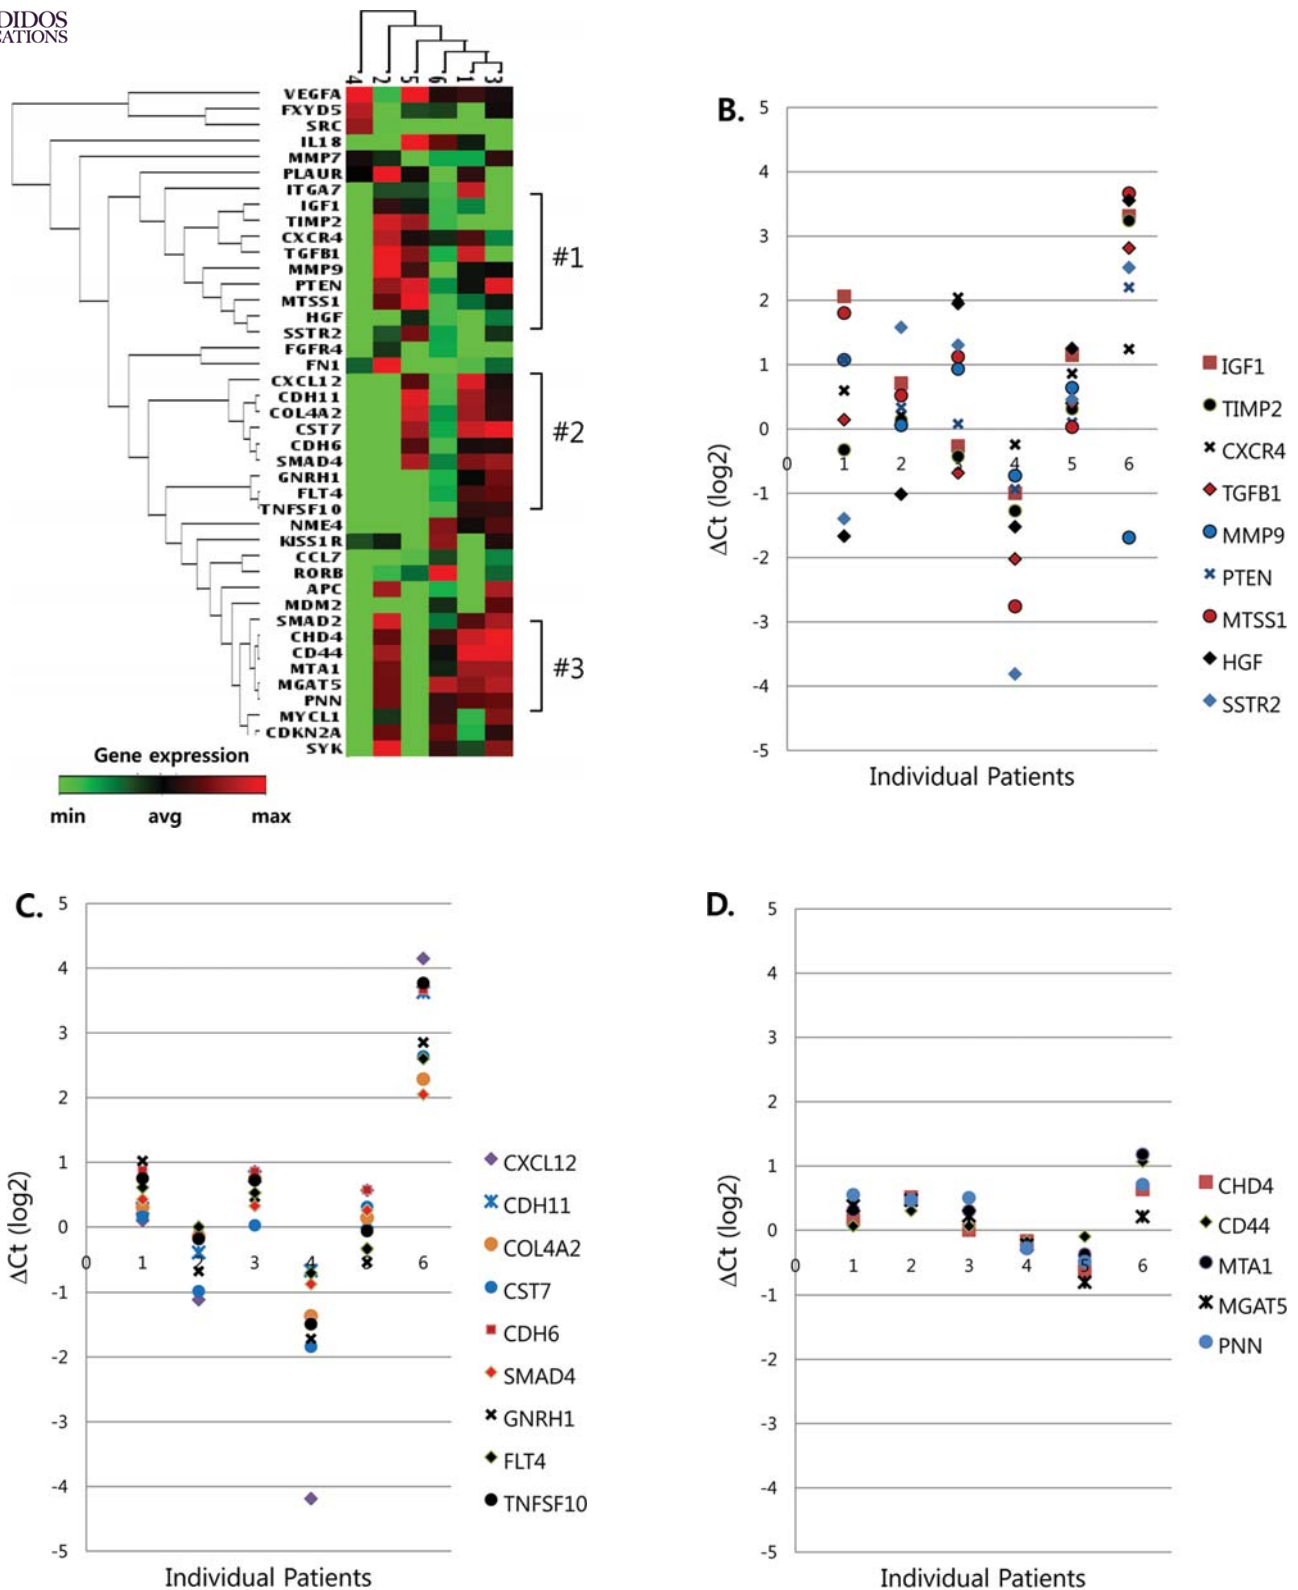 DIDOS
CATIONS
4 2 5 6 1 3
VEGFA
FXYD5
SRC
IL18
MMP7
PLAUR
ITGA7
IGF1
TIMP2
CXCR4
TGFB1
MMP9
PTEN
MTSS1
HGF
SSTR2
FGFR4
FN1
CXCL12
CDH11
COL4A2
CST7
CDH6
SMAD4
GNRH1
FLT4
TNFSF10
NME4
KISS1R
CCL7
RORB
APC
MDM2
SMAD2
CHD4
CD44
MTA1
MGAT5
PNN
MYCL1
CDKN2A
SYK
#1
#2
#3
Gene expression
min avg max
B.
5
4
3
2
1
0
-1
-2
-3
-4
-5
0 1 2 3 4 5 6
ΔCt (log2)
Individual Patients
IGF1
TIMP2
CXCR4
TGFB1
MMP9
PTEN
MTSS1
HGF
SSTR2
C.
5
4
3
2
1
0
-1
-2
-3
-4
-5
0 1 2 3 4 5 6
ΔCt (log2)
Individual Patients
CXCL12
CDH11
COL4A2
CST7
CDH6
SMAD4
GNRH1
FLT4
TNFSF10
D.
5
4
3
2
1
0
-1
-2
-3
-4
-5
0 1 2 3 4 5 6
ΔCt (log2)
Individual Patients
CHD4
CD44
MTA1
MGAT5
PNN